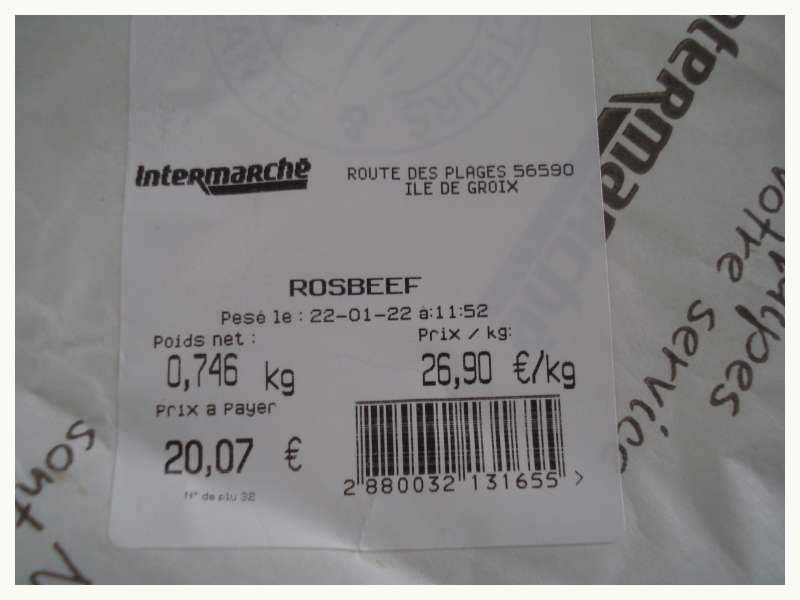 Intermarché
ROUTE DES PLAGES 56590
ILE DE GROIX
ROSBEEF
Pesé le : 22-01-22 à:11:52
Poids net :
0,746 kg
Prix / kg:
26,90 €/kg
Prix a Payer
20,07 €
2 880032 131655 >
N° de plu 32
Intermarché
votre service
sont